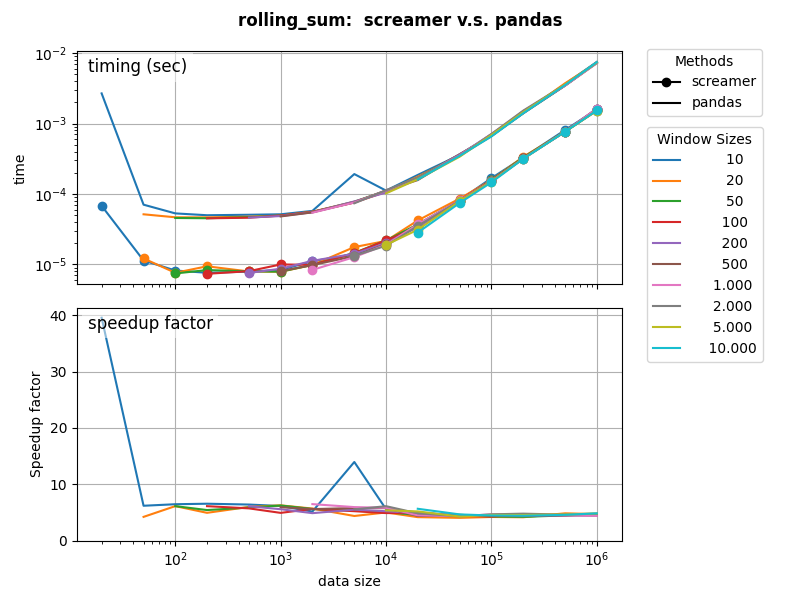 rolling_sum:  screamer v.s. pandas
timing (sec)
10⁻²
10⁻³
10⁻⁴
10⁻⁵
time
Methods
screamer
pandas
Window Sizes
10
20
50
100
200
500
1.000
2.000
5.000
10.000
speedup factor
40
30
20
10
0
Speedup factor
10² 10³ 10⁴ 10⁵ 10⁶
data size